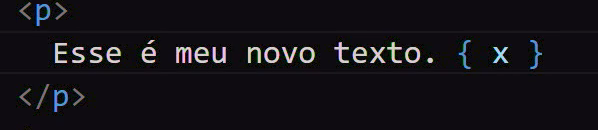 <p>
Esse é meu novo texto. { x }
</p>